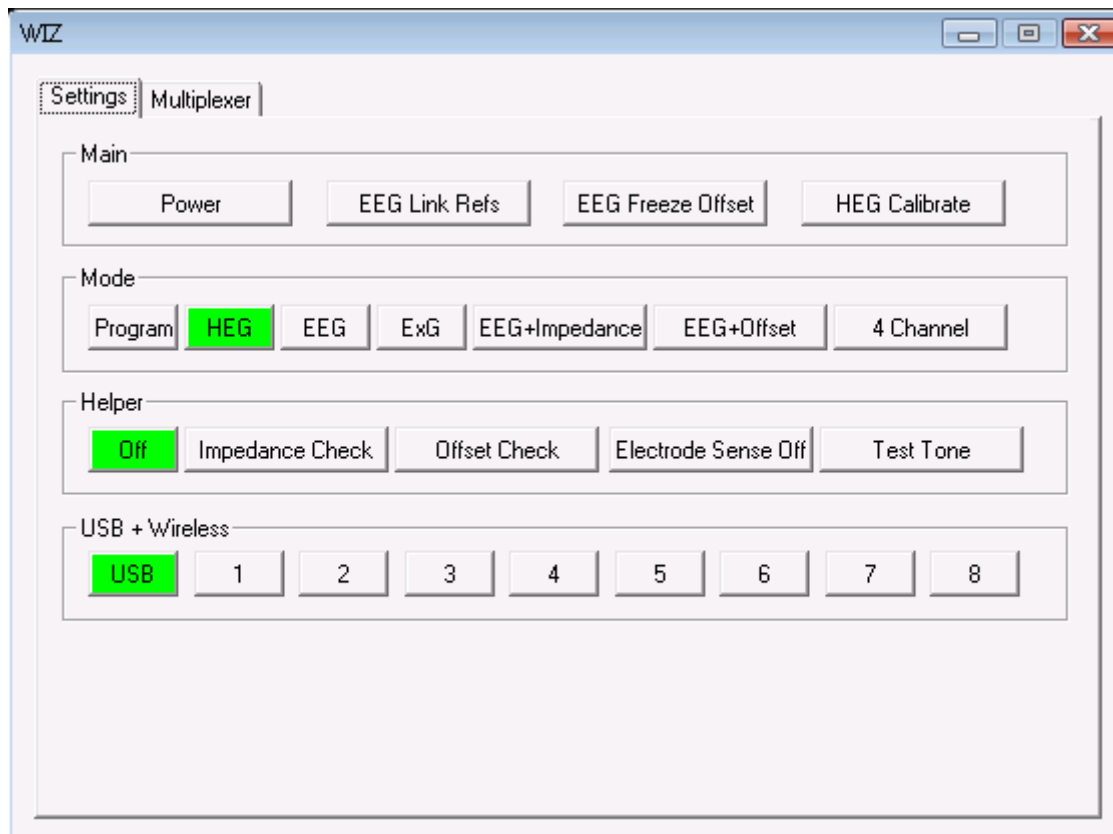 WIZ
Settings Multiplexer
Main
Power EEG Link Refs EEG Freeze Offset HEG Calibrate
Mode
Program HEG EEG ExG EEG+Impedance EEG+Offset 4 Channel
Helper
Off Impedance Check Offset Check Electrode Sense Off Test Tone
USB + Wireless
USB 1 2 3 4 5 6 7 8